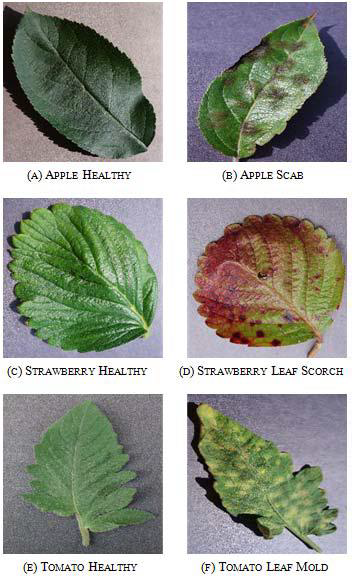 (A) APPLE HEALTHY
(B) APPLE SCAB
(C) STRAWBERRY HEALTHY
(D) STRAWBERRY LEAF SCORCH
(E) TOMATO HEALTHY
(F) TOMATO LEAF MOLD